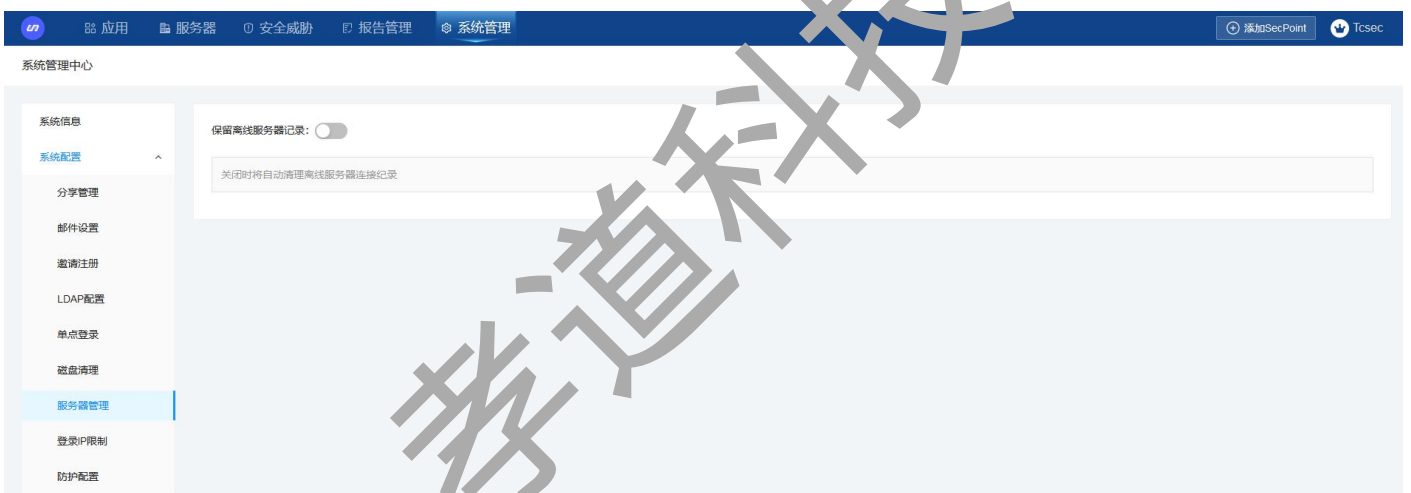 应用 服务器 安全威胁 报告管理 系统管理 添加SecPoint Tcsec
系统管理中心
系统信息
保留离线服务器记录：
系统配置
关闭时将自动清理离线服务器连接纪录
分享管理
邮件设置
邀请注册
LDAP配置
单点登录
磁盘清理
服务器管理
登录IP限制
防护配置
孝道科技